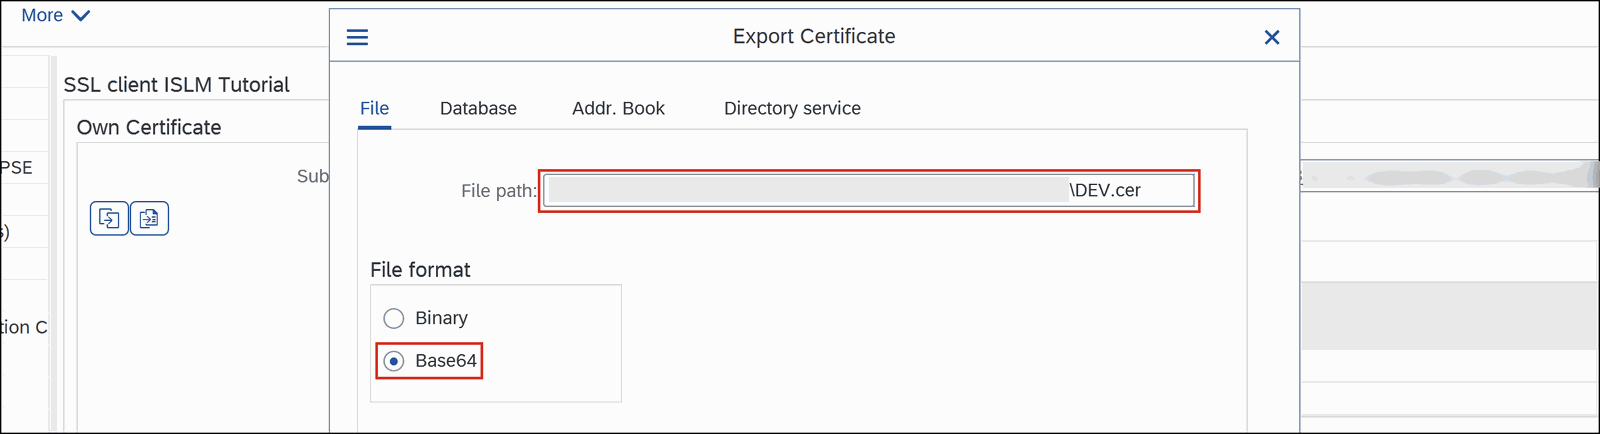 More
Export Certificate
SSL client ISLM Tutorial
File Database Addr. Book Directory service
Own Certificate
PSE
Sub
File path: \DEV.cer
s)
File format
Binary
tion C
Base64